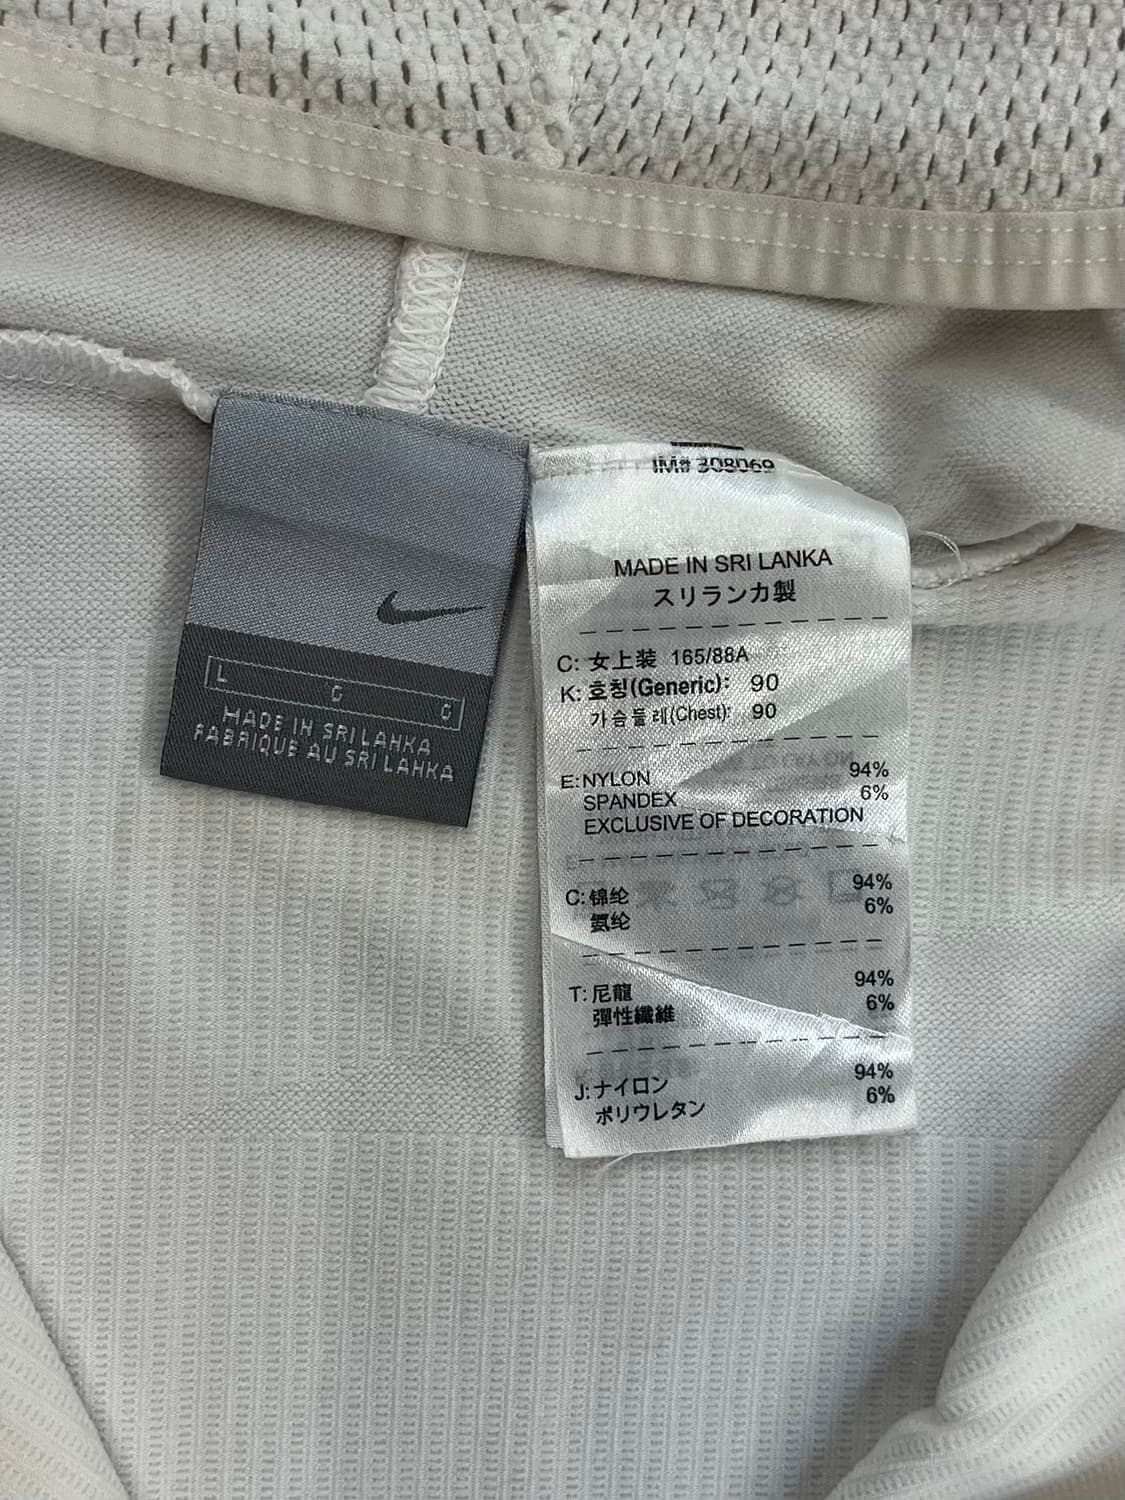 L G G
MADE IN SRI LANKA
FABRIQUE AU SRI LANKA
IM# 308069
MADE IN SRI LANKA
スリランカ製
C: 女上装 165/88A
K: 호칭(Generic): 90
가슴둘레(Chest): 90
E: NYLON 94%
SPANDEX 6%
EXCLUSIVE OF DECORATION
C: 锦纶 94%
氨纶 6%
T: 尼龍 94%
彈性纖維 6%
J: ナイロン 94%
ポリウレタン 6%